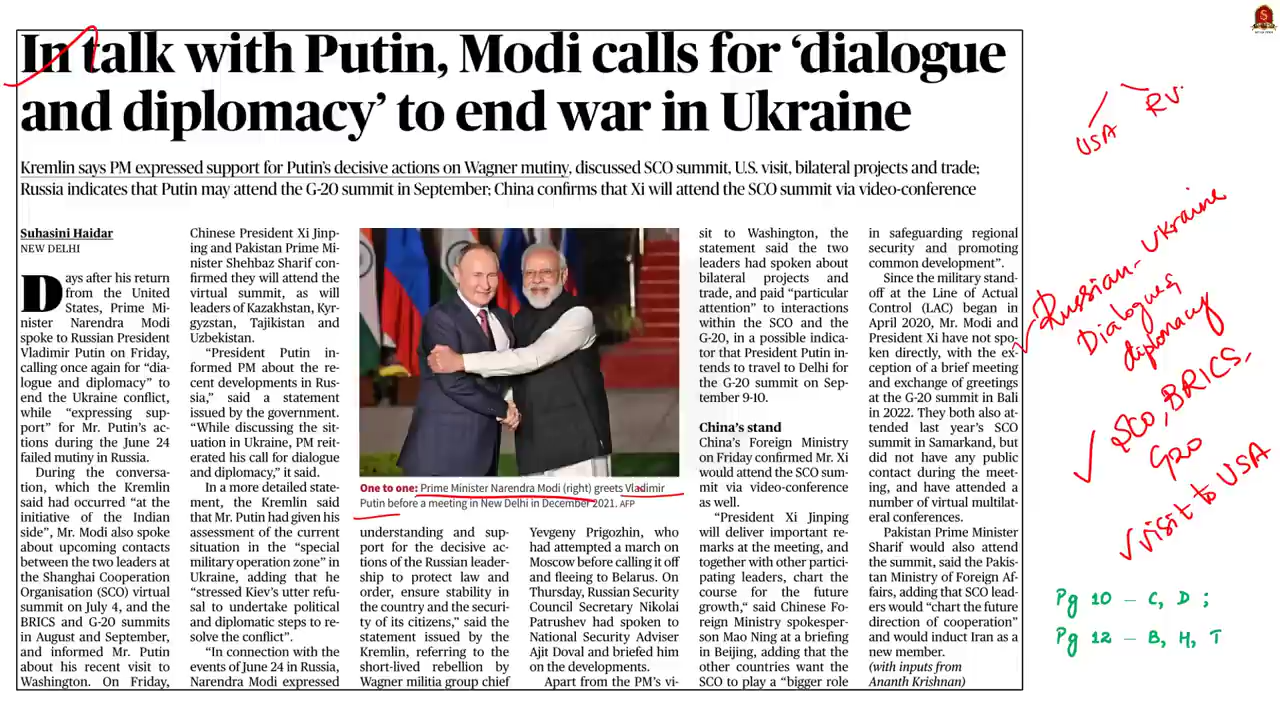 In talk with Putin, Modi calls for ‘dialogue
and diplomacy’ to end war in Ukraine
Kremlin says PM expressed support for Putin’s decisive actions on Wagner mutiny, discussed SCO summit, U.S. visit, bilateral projects and trade;
Russia indicates that Putin may attend the G-20 summit in September; China confirms that Xi will attend the SCO summit via video-conference
Suhasini Haidar
NEW DELHI
Days after his return
from the United
States, Prime Mi-
nister Narendra Modi
spoke to Russian President
Vladimir Putin on Friday,
calling once again for “dia-
logue and diplomacy” to
end the Ukraine conflict,
while “expressing sup-
port” for Mr. Putin’s ac-
tions during the June 24
failed mutiny in Russia.
During the conversa-
tion, which the Kremlin
said had occurred “at the
initiative of the Indian
side”, Mr. Modi also spoke
about upcoming contacts
between the two leaders at
the Shanghai Cooperation
Organisation (SCO) virtual
summit on July 4, and the
BRICS and G-20 summits
in August and September,
and informed Mr. Putin
about his recent visit to
Washington. On Friday,
Chinese President Xi Jinp-
ing and Pakistan Prime Mi-
nister Shehbaz Sharif con-
firmed they will attend the
virtual summit, as will
leaders of Kazakhstan, Kyr-
gyzstan, Tajikistan and
Uzbekistan.
“President Putin in-
formed PM about the re-
cent developments in Rus-
sia,” said a statement
issued by the government.
“While discussing the sit-
uation in Ukraine, PM reit-
erated his call for dialogue
and diplomacy,” it said.
In a more detailed state-
ment, the Kremlin said
that Mr. Putin had given his
assessment of the current
situation in the “special
military operation zone” in
Ukraine, adding that he
“stressed Kiev’s utter refu-
sal to undertake political
and diplomatic steps to re-
solve the conflict”.
“In connection with the
events of June 24 in Russia,
Narendra Modi expressed
One to one: Prime Minister Narendra Modi (right) greets Vladimir
Putin before a meeting in New Delhi in December 2021. AFP
understanding and sup-
port for the decisive ac-
tions of the Russian leader-
ship to protect law and
order, ensure stability in
the country and the securi-
ty of its citizens,” said the
statement issued by the
Kremlin, referring to the
short-lived rebellion by
Wagner militia group chief
Yevgeny Prigozhin, who
had attempted a march on
Moscow before calling it off
and fleeing to Belarus. On
Thursday, Russian Security
Council Secretary Nikolai
Patrushev had spoken to
National Security Adviser
Ajit Doval and briefed him
on the developments.
Apart from the PM’s vi-
sit to Washington, the
statement said the two
leaders had spoken about
bilateral projects and
trade, and paid “particular
attention” to interactions
within the SCO and the
G-20, in a possible indica-
tor that President Putin in-
tends to travel to Delhi for
the G-20 summit on Sep-
tember 9-10.
China’s stand
China’s Foreign Ministry
on Friday confirmed Mr. Xi
would attend the SCO sum-
mit via video-conference
as well.
“President Xi Jinping
will deliver important re-
marks at the meeting, and
together with other partici-
pating leaders, chart the
course for the future
growth,” said Chinese Fo-
reign Ministry spokesper-
son Mao Ning at a briefing
in Beijing, adding that the
other countries want the
SCO to play a “bigger role
in safeguarding regional
security and promoting
common development”.
Since the military stand-
off at the Line of Actual
Control (LAC) began in
April 2020, Mr. Modi and
President Xi have not spo-
ken directly, with the ex-
ception of a brief meeting
and exchange of greetings
at the G-20 summit in Bali
in 2022. They both also at-
tended last year’s SCO
summit in Samarkand, but
did not have any public
contact during the meet-
ing, and have attended a
number of virtual multilat-
eral conferences.
Pakistan Prime Minister
Sharif would also attend
the summit, said the Pakis-
tan Ministry of Foreign Af-
fairs, adding that SCO lead-
ers would “chart the future
direction of cooperation”
and would induct Iran as a
new member.
(with inputs from
Ananth Krishnan)
USA
RU.
Russian-Ukraine
Dialogue &
diplomacy
SCO, BRICS,
G20
visit to USA
Pg 10 – C, D ;
Pg 12 – B, H, T